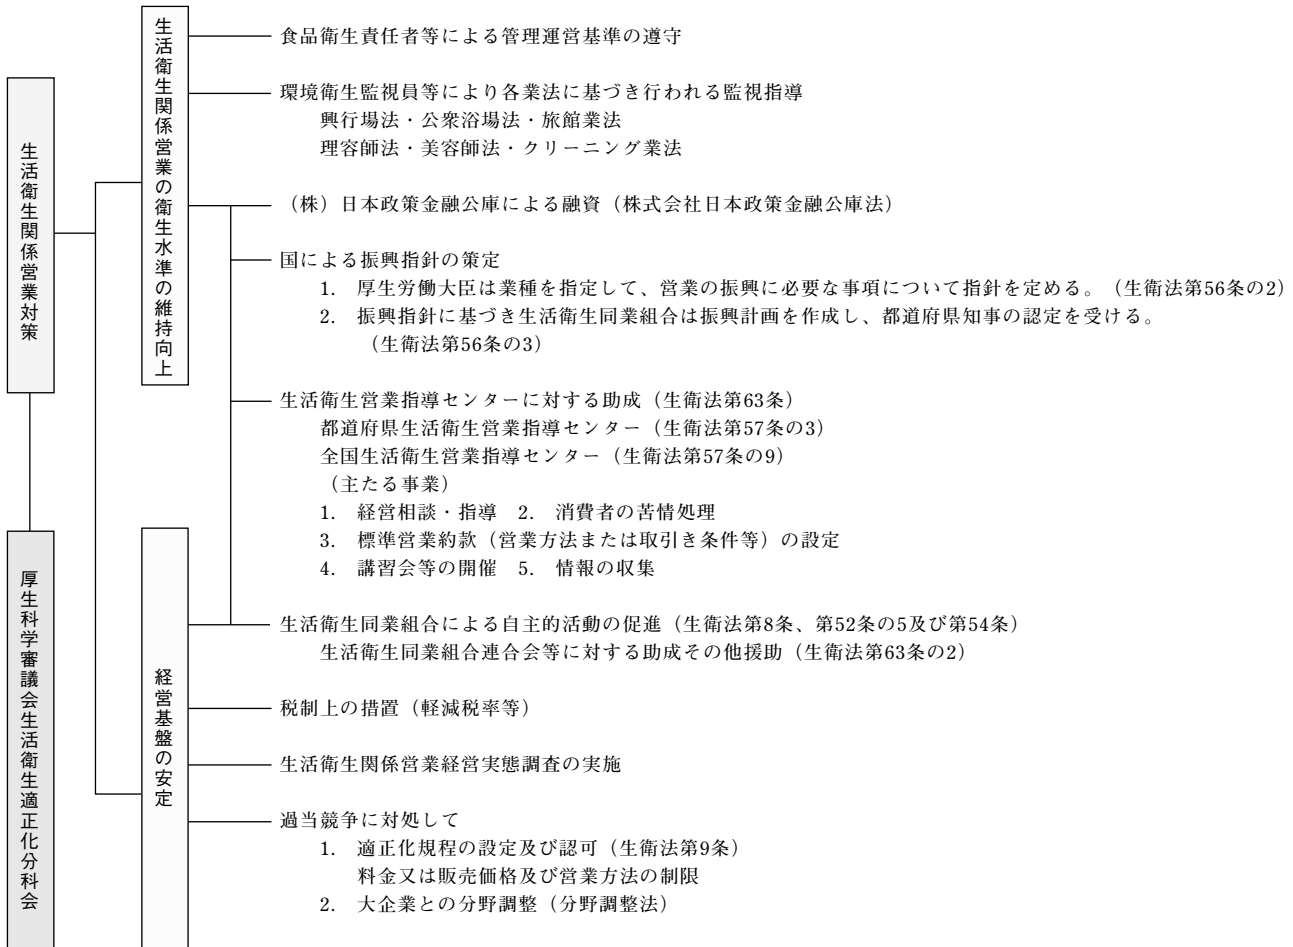 生活衛生関係営業対策
厚生科学審議会生活衛生適正化分科会
生活衛生関係営業の衛生水準の維持向上
経営基盤の安定
食品衛生責任者等による管理運営基準の遵守
環境衛生監視員等により各業法に基づき行われる監視指導
興行場法・公衆浴場法・旅館業法
理容師法・美容師法・クリーニング業法
（株）日本政策金融公庫による融資（株式会社日本政策金融公庫法）
国による振興指針の策定
1. 厚生労働大臣は業種を指定して、営業の振興に必要な事項について指針を定める。（生衛法第56条の2）
2. 振興指針に基づき生活衛生同業組合は振興計画を作成し、都道府県知事の認定を受ける。
（生衛法第56条の3）
生活衛生営業指導センターに対する助成（生衛法第63条）
都道府県生活衛生営業指導センター（生衛法第57条の3）
全国生活衛生営業指導センター（生衛法第57条の9）
（主たる事業）
1. 経営相談・指導 2. 消費者の苦情処理
3. 標準営業約款（営業方法または取引き条件等）の設定
4. 講習会等の開催 5. 情報の収集
生活衛生同業組合による自主的活動の促進（生衛法第8条、第52条の5及び第54条）
生活衛生同業組合連合会等に対する助成その他援助（生衛法第63条の2）
税制上の措置（軽減税率等）
生活衛生関係営業経営実態調査の実施
過当競争に対処して
1. 適正化規程の設定及び認可（生衛法第9条）
料金又は販売価格及び営業方法の制限
2. 大企業との分野調整（分野調整法）